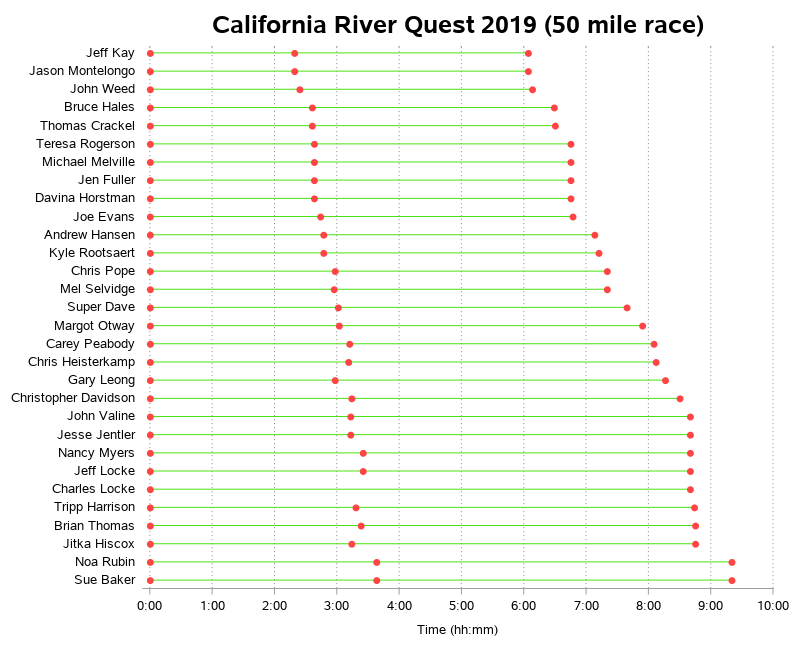 California River Quest 2019 (50 mile race)
Jeff Kay
Jason Montelongo
John Weed
Bruce Hales
Thomas Crackel
Teresa Rogerson
Michael Melville
Jen Fuller
Davina Horstman
Joe Evans
Andrew Hansen
Kyle Rootsaert
Chris Pope
Mel Selvidge
Super Dave
Margot Otway
Carey Peabody
Chris Heisterkamp
Gary Leong
Christopher Davidson
John Valine
Jesse Jentler
Nancy Myers
Jeff Locke
Charles Locke
Tripp Harrison
Brian Thomas
Jitka Hiscox
Noa Rubin
Sue Baker
0:00 1:00 2:00 3:00 4:00 5:00 6:00 7:00 8:00 9:00 10:00
Time (hh:mm)